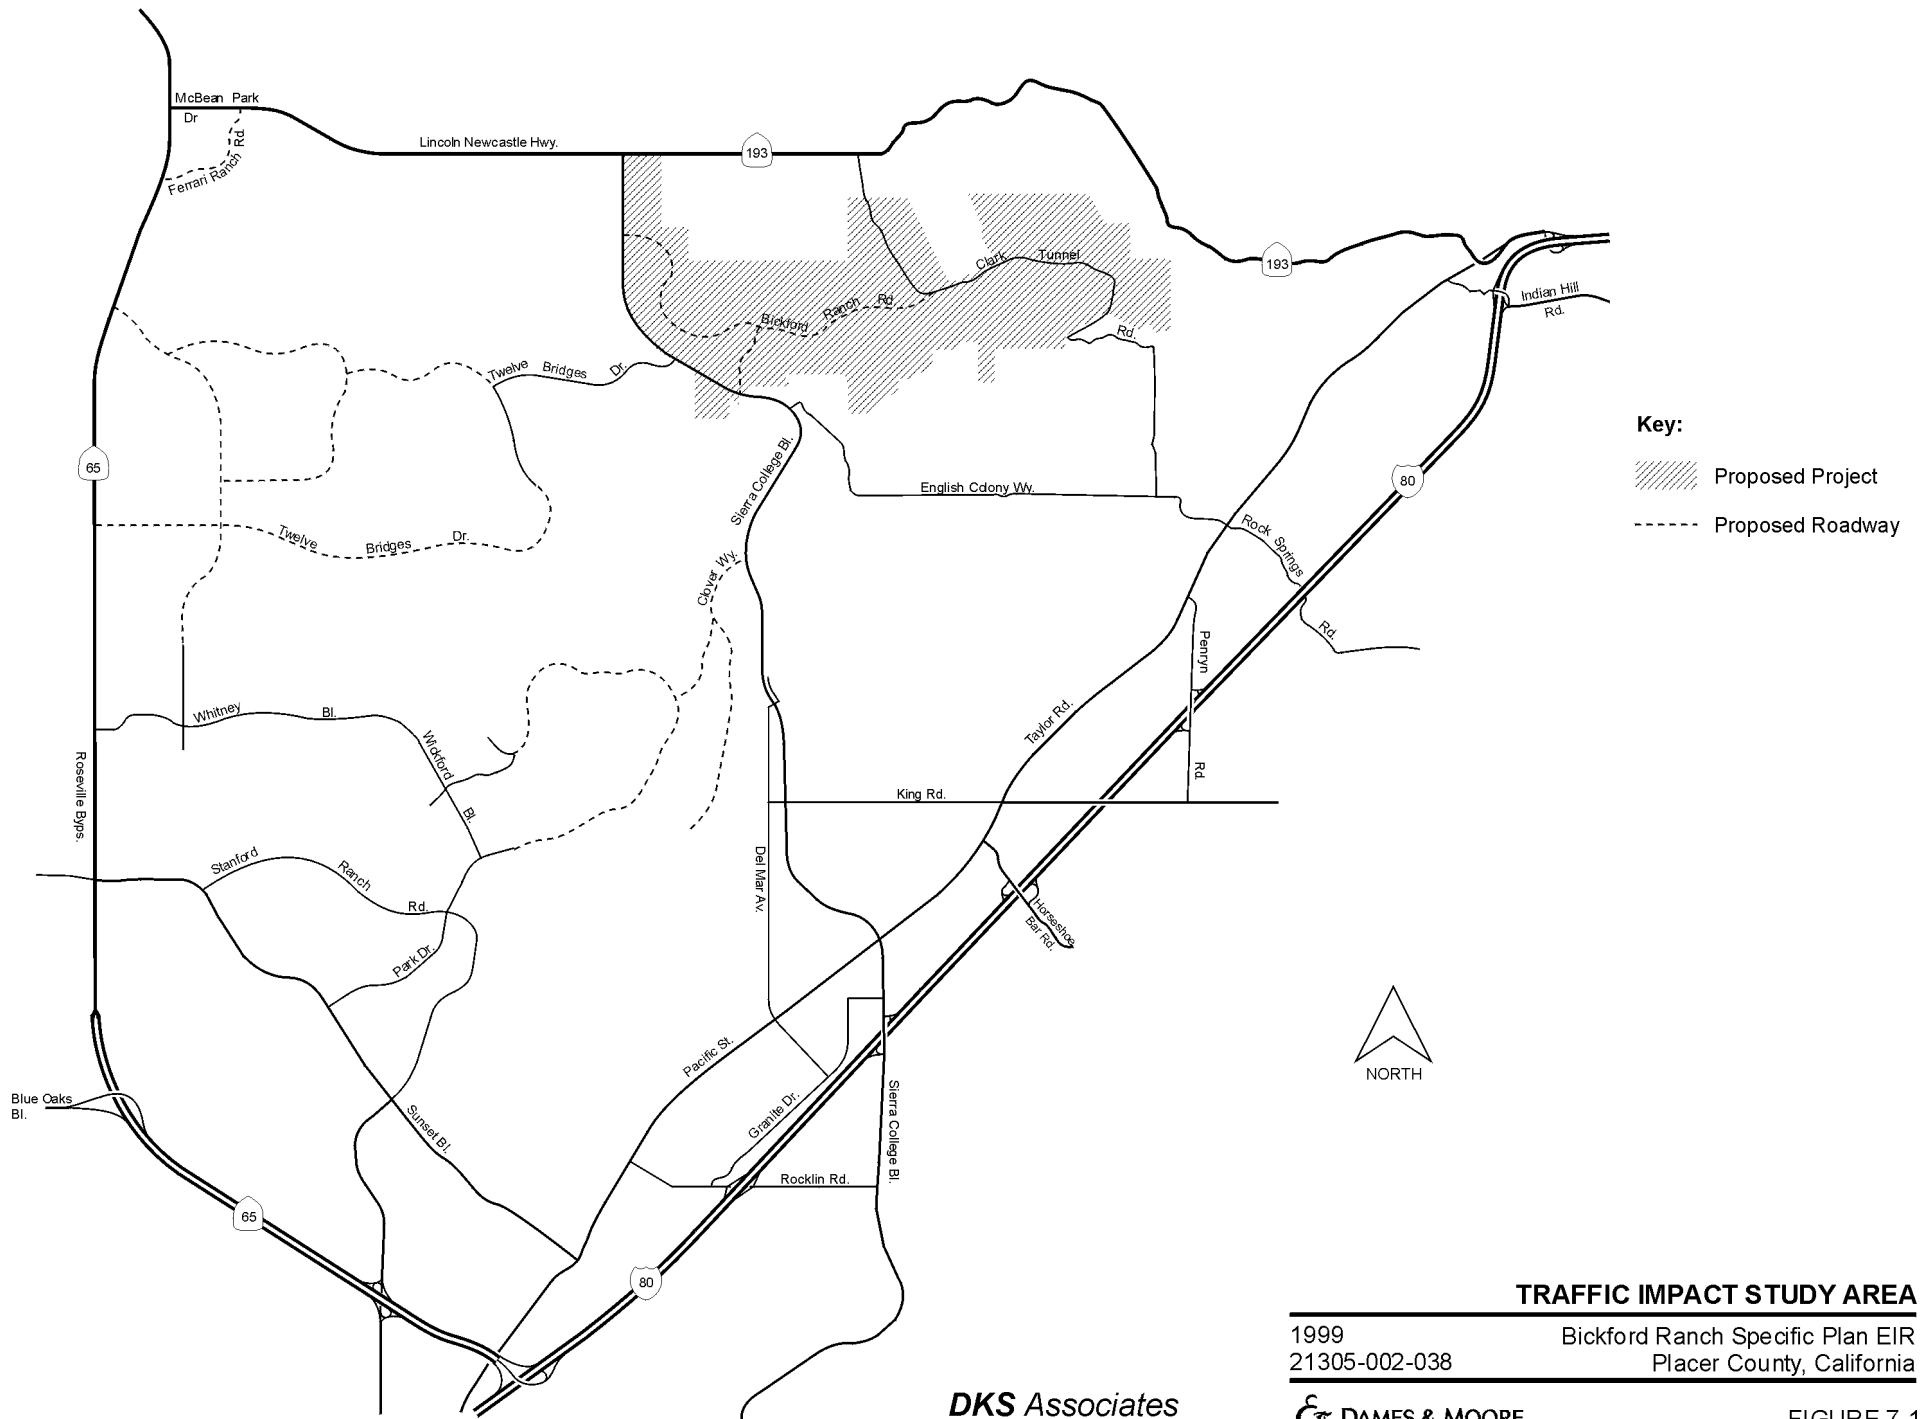 McBean Park
Dr
Ferrari Ranch Rd
Lincoln Newcastle Hwy.
193
193
Clark Tunnel
Rd.
Bickford Ranch Rd
Indian Hill
Rd.
Twelve Bridges Dr.
65
Sierra College Bl.
English Colony Wy.
80
Rock Springs
Rd.
Key:
Proposed Project
Proposed Roadway
Twelve Bridges Dr.
Clover Wy.
Penryn
Rd.
Whitney Bl.
Wickford Bl.
Taylor Rd.
King Rd.
Roseville Byps.
Stanford Ranch Rd.
Del Mar Av.
Horseshoe
Bar Rd.
Park Dr.
Pacific St.
NORTH
Blue Oaks
Bl.
Sunset Bl.
Granite Dr.
Sierra College Bl.
Rocklin Rd.
65
80
TRAFFIC IMPACT STUDY AREA
1999 Bickford Ranch Specific Plan EIR
21305-002-038 Placer County, California
DKS Associates
DAMES & MOORE FIGURE 7-1